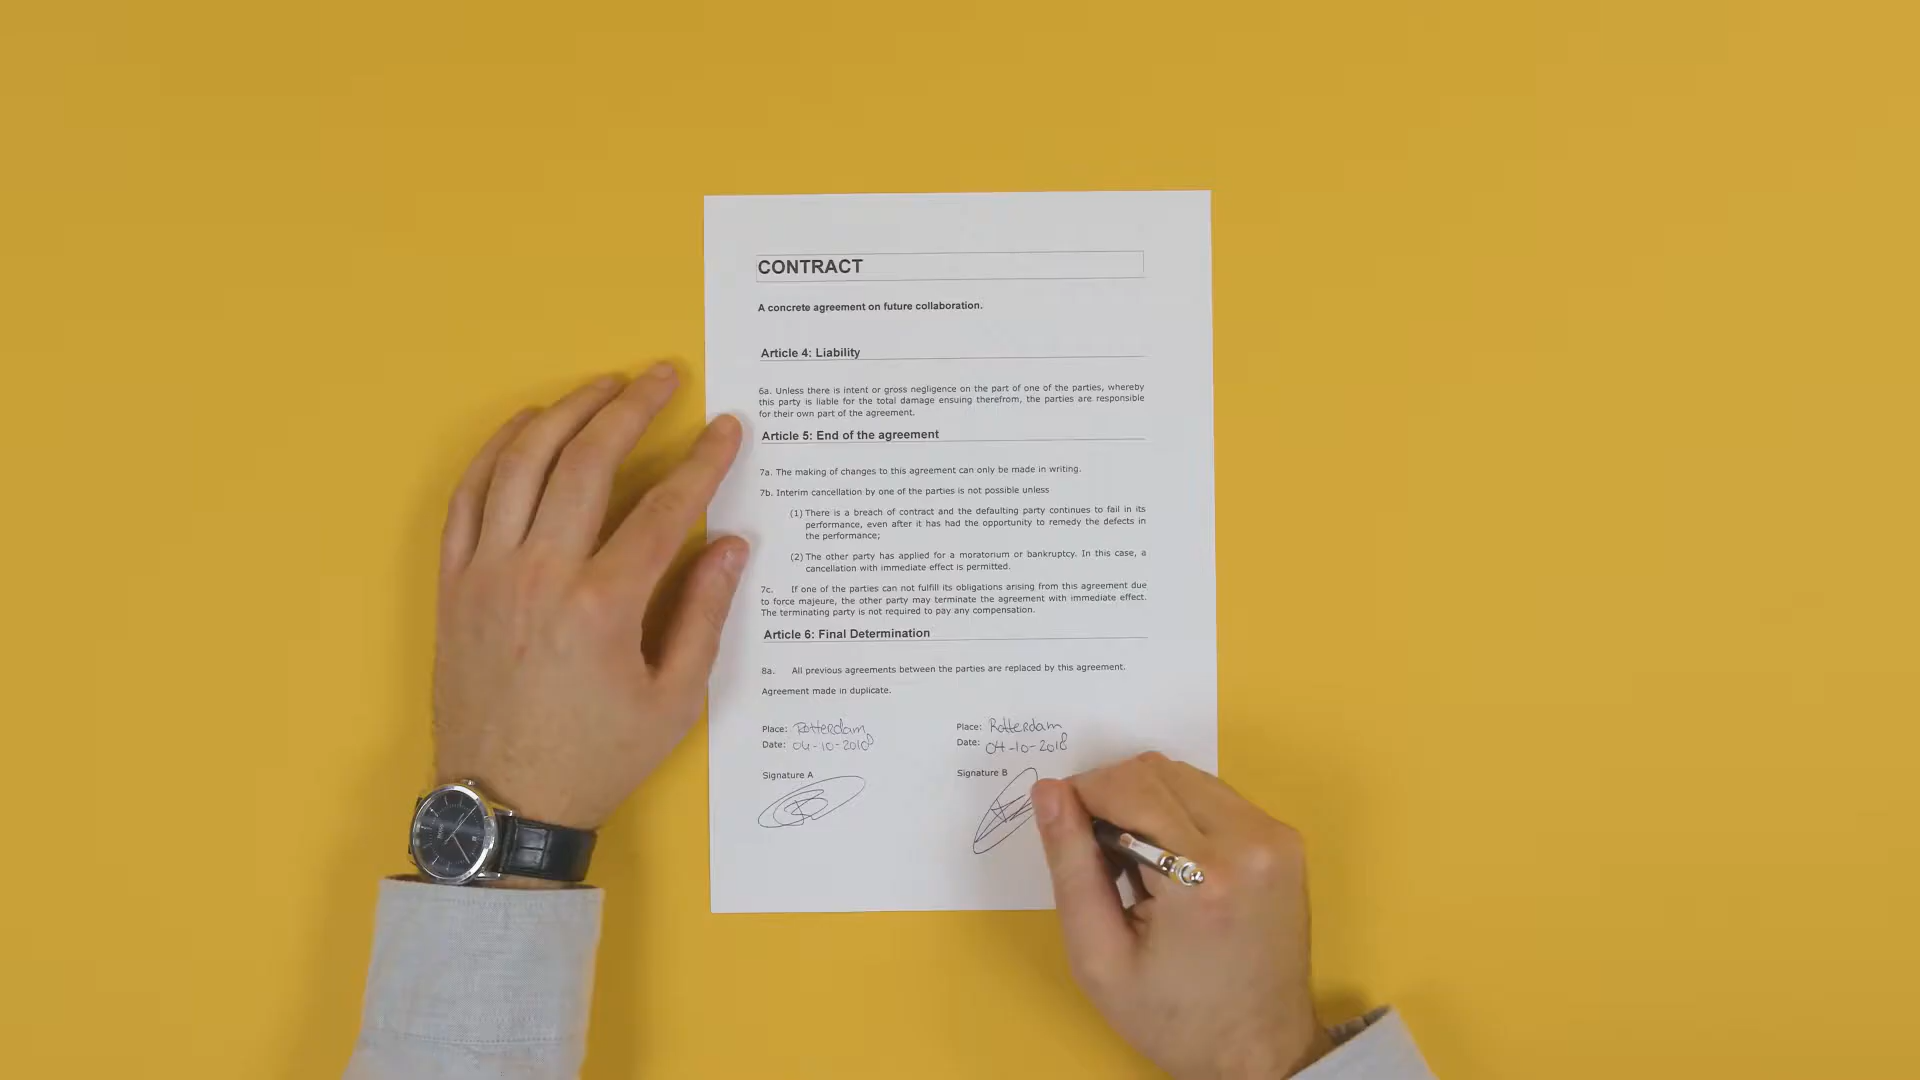 CONTRACT
A concrete agreement on future collaboration.
Article 4: Liability
6a. Unless there is intent or gross negligence on the part of one of the parties, whereby
this party is liable for the total damage ensuing therefrom, the parties are responsible
for their own part of the agreement.
Article 5: End of the agreement
7a. The making of changes to this agreement can only be made in writing.
7b. Interim cancellation by one of the parties is not possible unless
(1) There is a breach of contract and the defaulting party continues to fail in its
performance, even after it has had the opportunity to remedy the defects in
the performance;
(2) The other party has applied for a moratorium or bankruptcy. In this case, a
cancellation with immediate effect is permitted.
7c. If one of the parties can not fulfill its obligations arising from this agreement due
to force majeure, the other party may terminate the agreement with immediate effect.
The terminating party is not required to pay any compensation.
Article 6: Final Determination
8a. All previous agreements between the parties are replaced by this agreement.
Agreement made in duplicate.
Place: Rotterdam Place: Rotterdam
Date: 04-10-2018 Date: 04-10-2018
Signature A Signature B